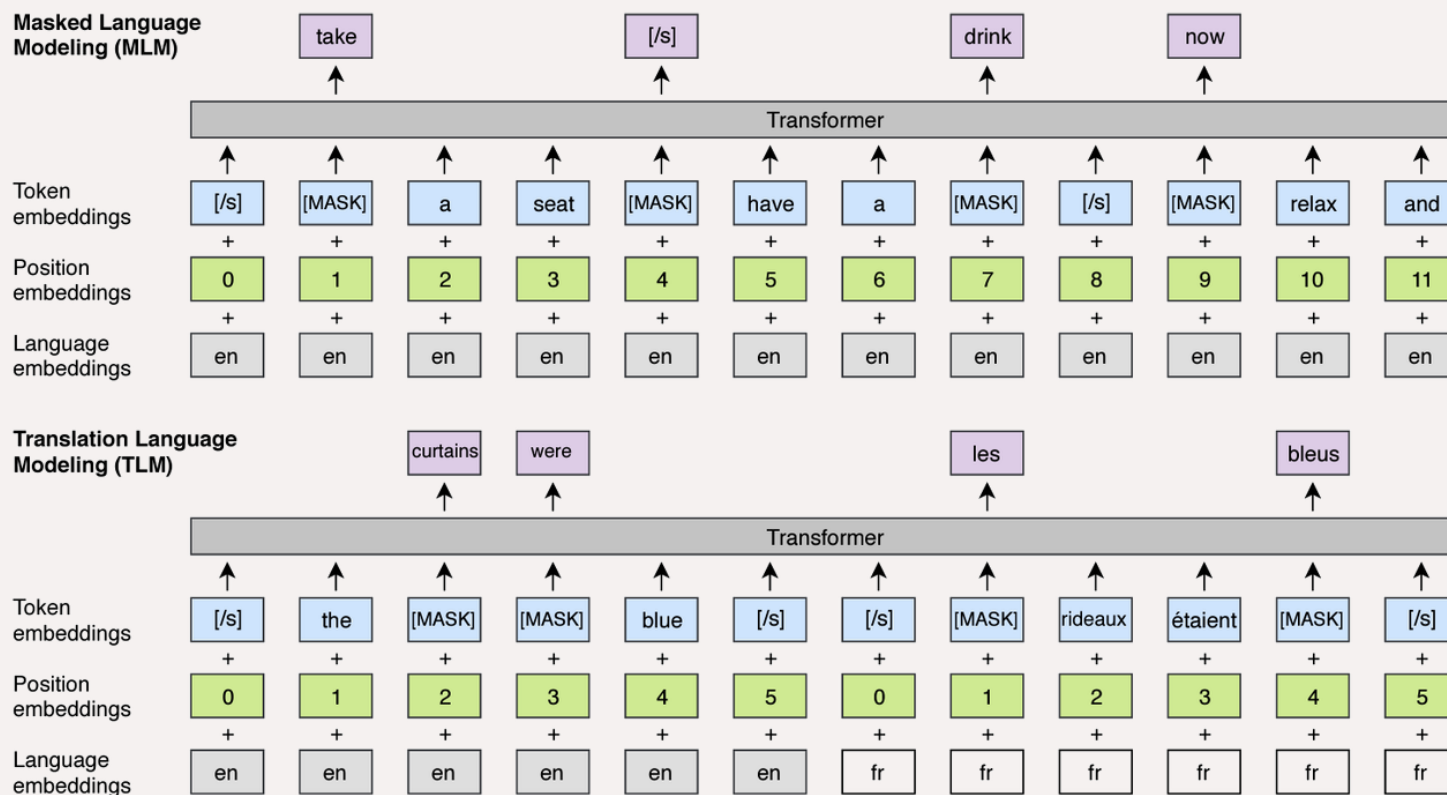 Masked Language
Modeling (MLM)
take [/s] drink now
Transformer
Token
embeddings
[/s] [MASK] a seat [MASK] have a [MASK] [/s] [MASK] relax and
+ + + + + + + + + + + +
Position
embeddings
0 1 2 3 4 5 6 7 8 9 10 11
+ + + + + + + + + + + +
Language
embeddings
en en en en en en en en en en en en
Translation Language
Modeling (TLM)
curtains were les bleus
Transformer
Token
embeddings
[/s] the [MASK] [MASK] blue [/s] [/s] [MASK] rideaux étaient [MASK] [/s]
+ + + + + + + + + + + +
Position
embeddings
0 1 2 3 4 5 0 1 2 3 4 5
+ + + + + + + + + + + +
Language
embeddings
en en en en en en fr fr fr fr fr fr